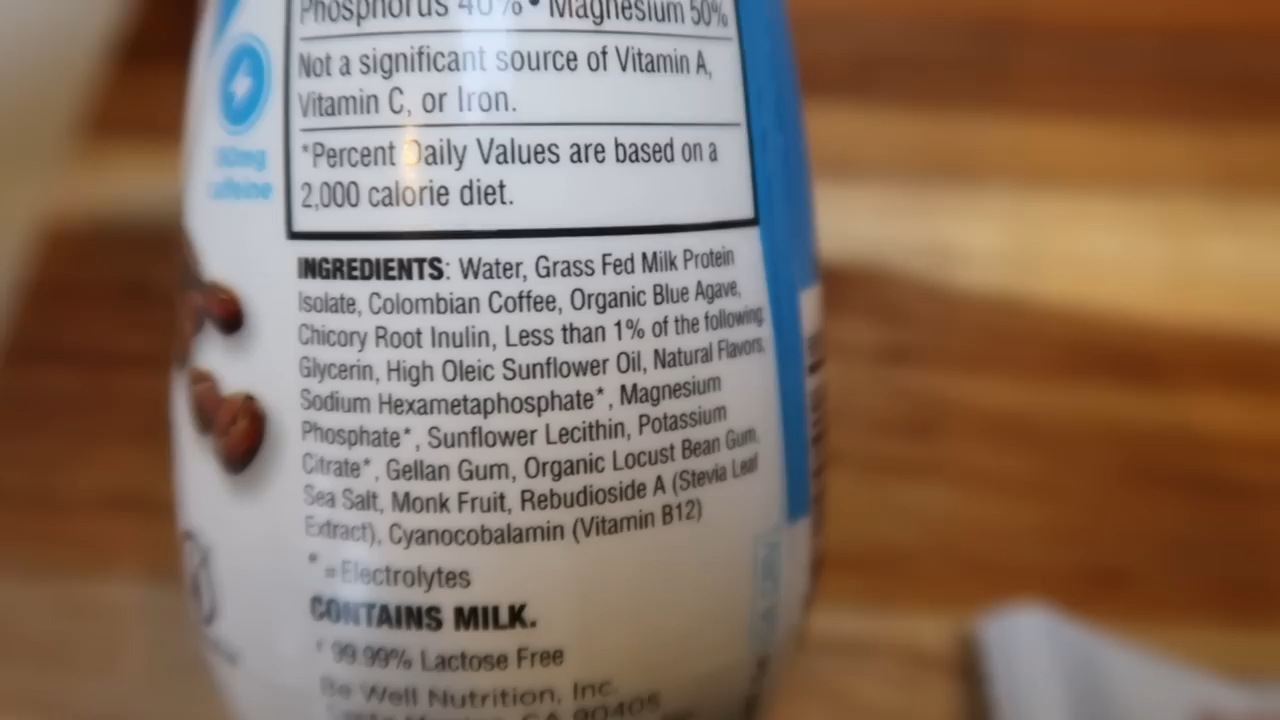 Phosphorus 40% • Magnesium 50%
Not a significant source of Vitamin A,
Vitamin C, or Iron.
*Percent Daily Values are based on a
2,000 calorie diet.
INGREDIENTS: Water, Grass Fed Milk Protein
Isolate, Colombian Coffee, Organic Blue Agave,
Chicory Root Inulin, Less than 1% of the following:
Glycerin, High Oleic Sunflower Oil, Natural Flavors,
Sodium Hexametaphosphate*, Magnesium
Phosphate*, Sunflower Lecithin, Potassium
Citrate*, Gellan Gum, Organic Locust Bean Gum,
Sea Salt, Monk Fruit, Rebudioside A (Stevia Leaf
Extract), Cyanocobalamin (Vitamin B12)
* = Electrolytes
CONTAINS MILK.
* 99.99% Lactose Free
Be Well Nutrition, Inc.
CA 90405
caffeine